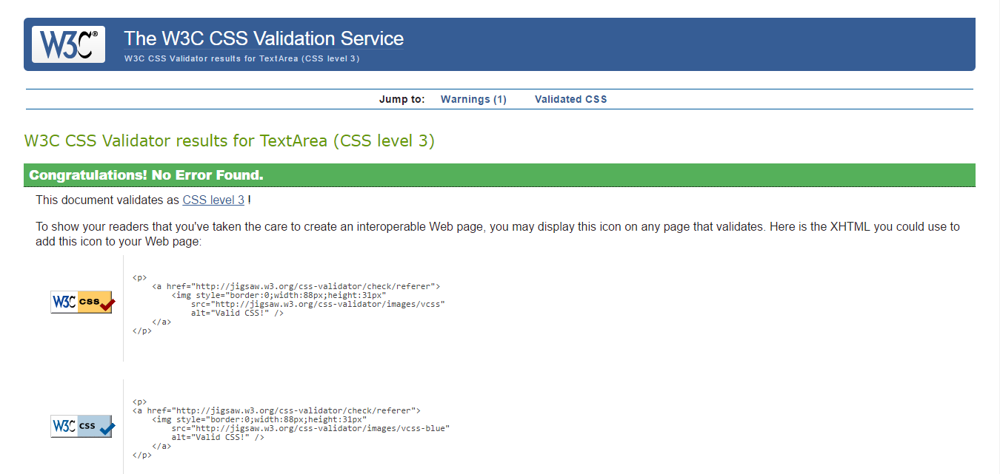 W3C®
The W3C CSS Validation Service
W3C CSS Validator results for TextArea (CSS level 3)
Jump to: Warnings (1) Validated CSS
W3C CSS Validator results for TextArea (CSS level 3)
Congratulations! No Error Found.
This document validates as CSS level 3 !
To show your readers that you've taken the care to create an interoperable Web page, you may display this icon on any page that validates. Here is the XHTML you could use to
add this icon to your Web page:
W3C css
<p>
<a href="http://jigsaw.w3.org/css-validator/check/referer">
<img style="border:0;width:88px;height:31px"
src="http://jigsaw.w3.org/css-validator/images/vcss"
alt="Valid CSS!" />
</a>
</p>
W3C css
<p>
<a href="http://jigsaw.w3.org/css-validator/check/referer">
<img style="border:0;width:88px;height:31px"
src="http://jigsaw.w3.org/css-validator/images/vcss-blue"
alt="Valid CSS!" />
</a>
</p>